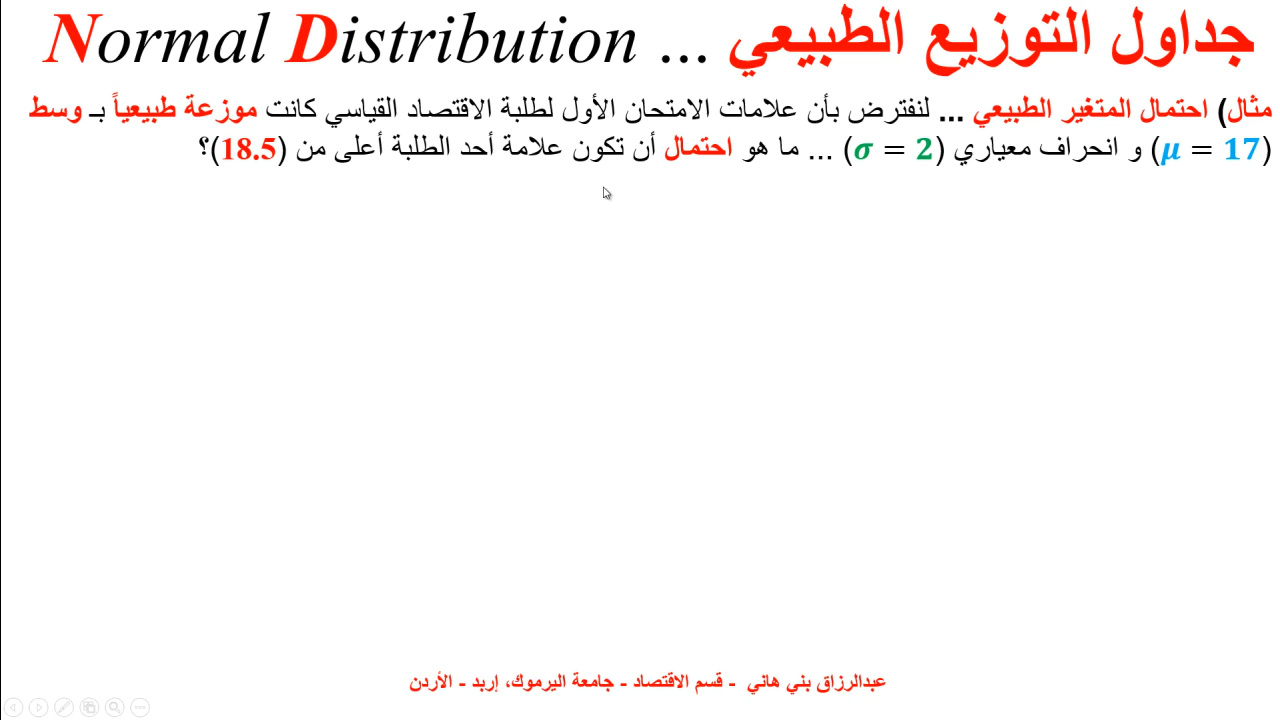 جداول التوزيع الطبيعي ... Normal Distribution
مثال) احتمال المتغير الطبيعي ... لنفترض بأن علامات الامتحان الأول لطلبة الاقتصاد القياسي كانت موزعة طبيعياً بـ وسط
(μ = 17) و انحراف معياري (σ = 2) ... ما هو احتمال أن تكون علامة أحد الطلبة أعلى من (18.5)؟
عبدالرزاق بني هاني - قسم الاقتصاد - جامعة اليرموك، إربد - الأردن